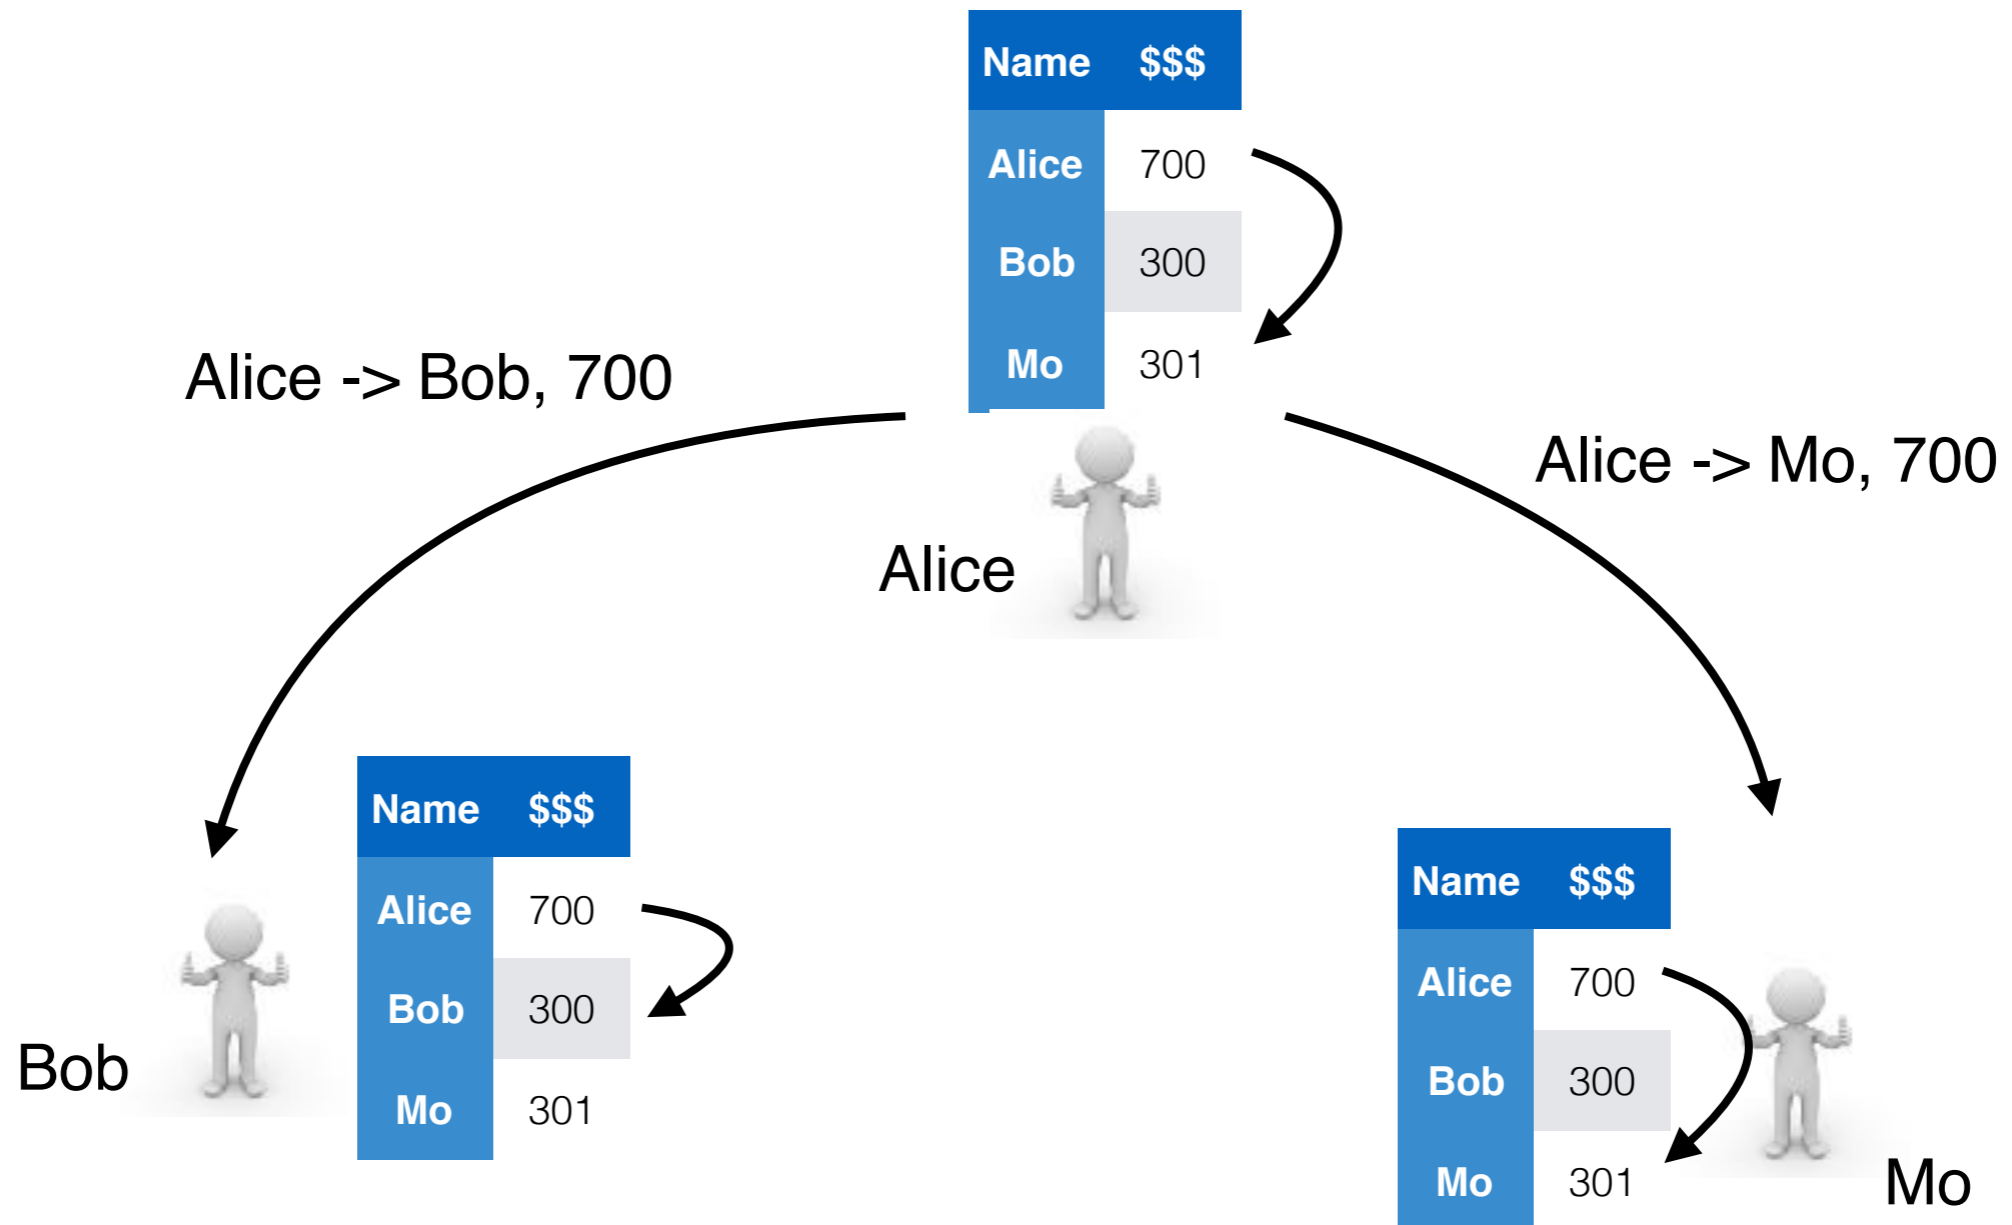 Name $$$
Alice 700
Bob 300
Mo 301
Alice -> Bob, 700
Alice -> Mo, 700
Alice
Name $$$
Alice 700
Bob 300
Mo 301
Bob
Name $$$
Alice 700
Bob 300
Mo 301
Mo